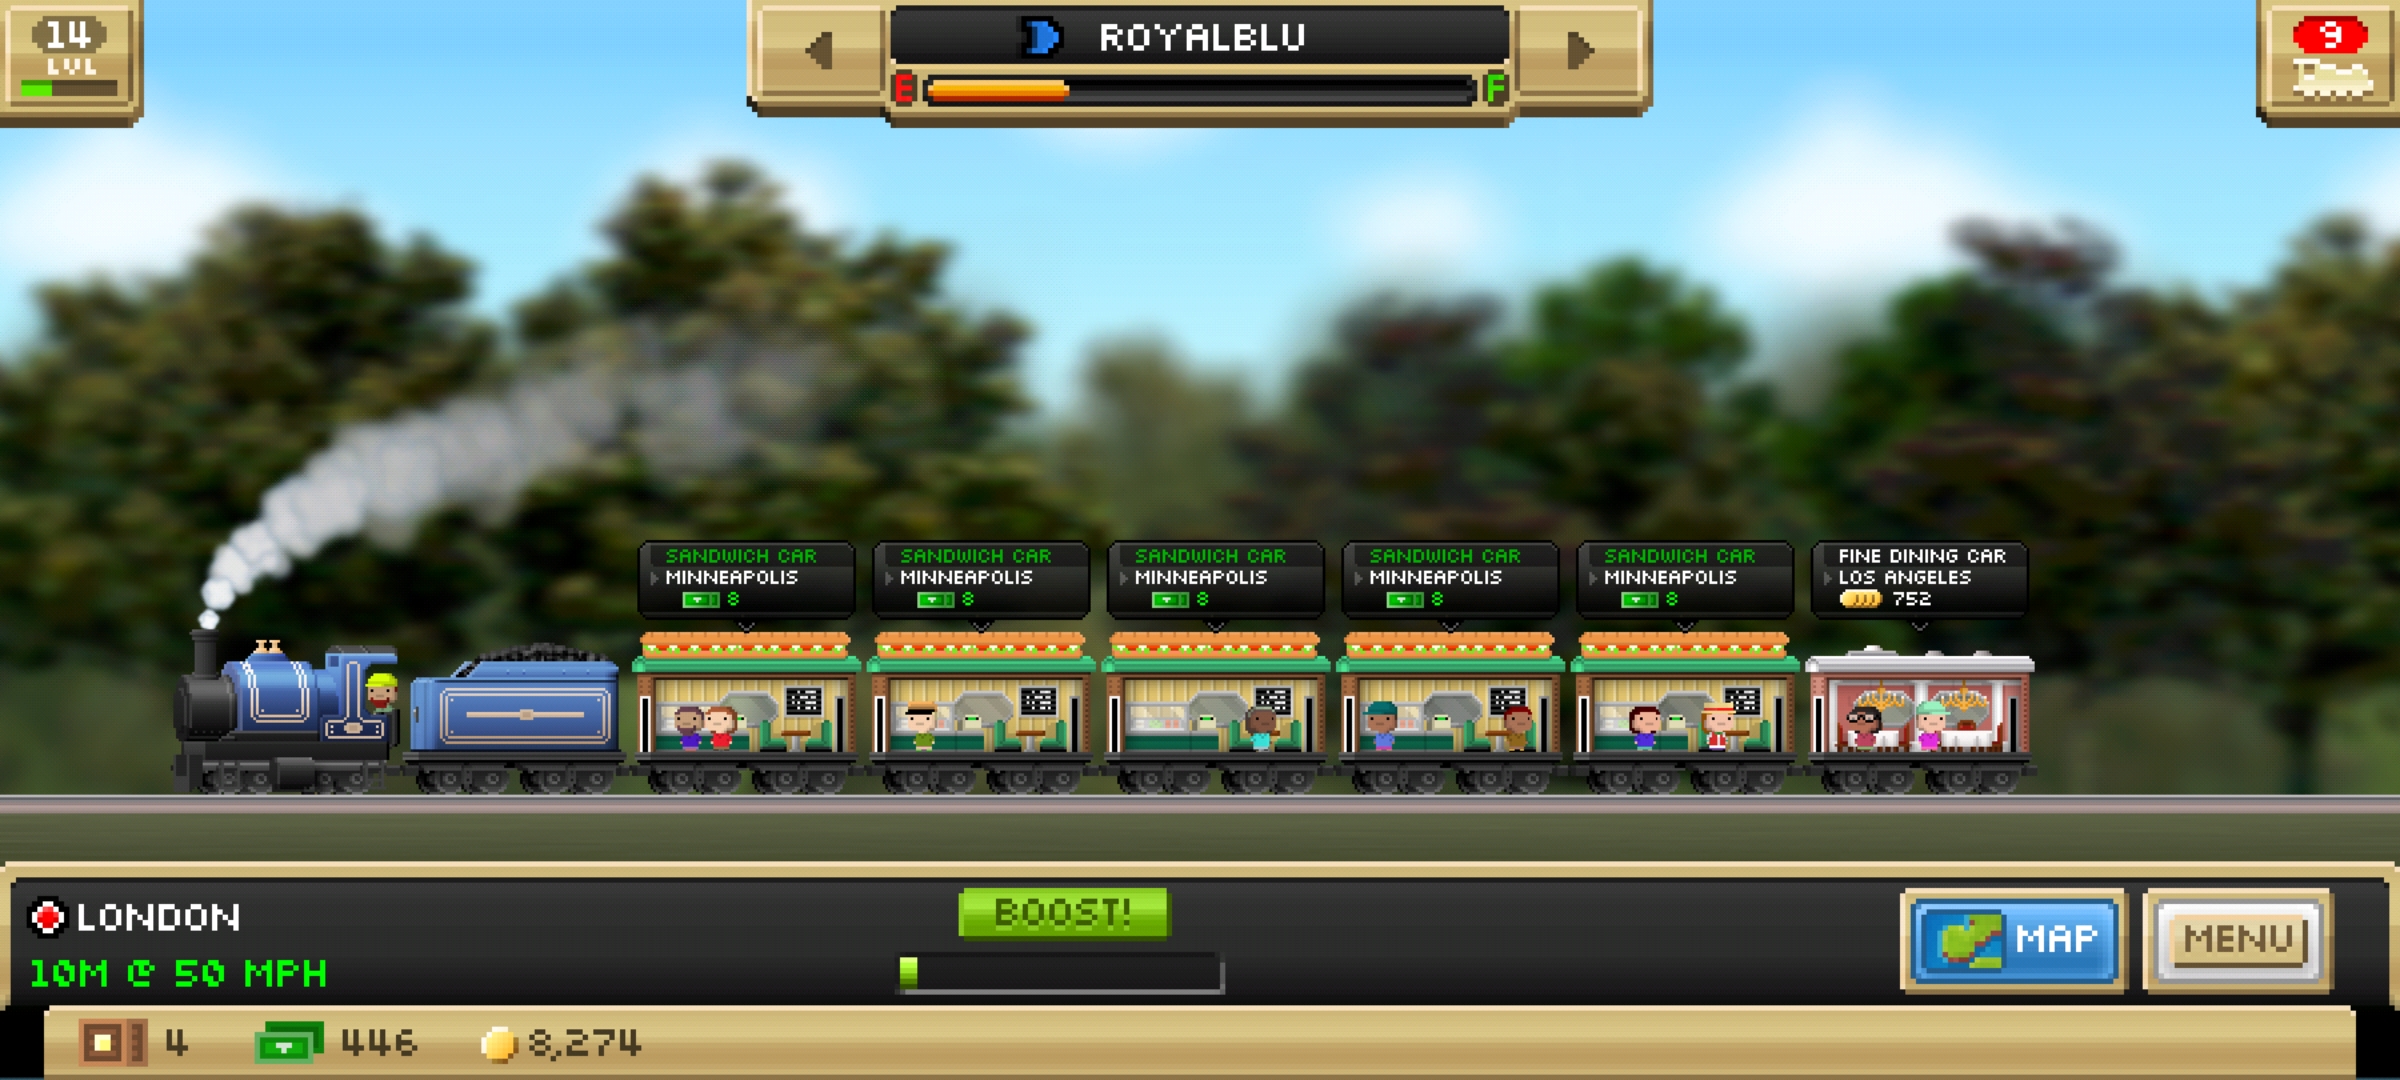 14
LVL
ROYALBLU
E F
9
SANDWICH CAR
MINNEAPOLIS
8
SANDWICH CAR
MINNEAPOLIS
8
SANDWICH CAR
MINNEAPOLIS
8
SANDWICH CAR
MINNEAPOLIS
8
SANDWICH CAR
MINNEAPOLIS
8
FINE DINING CAR
LOS ANGELES
752
LONDON
10M @ 50 MPH
BOOST!
MAP
MENU
4
446
8,274